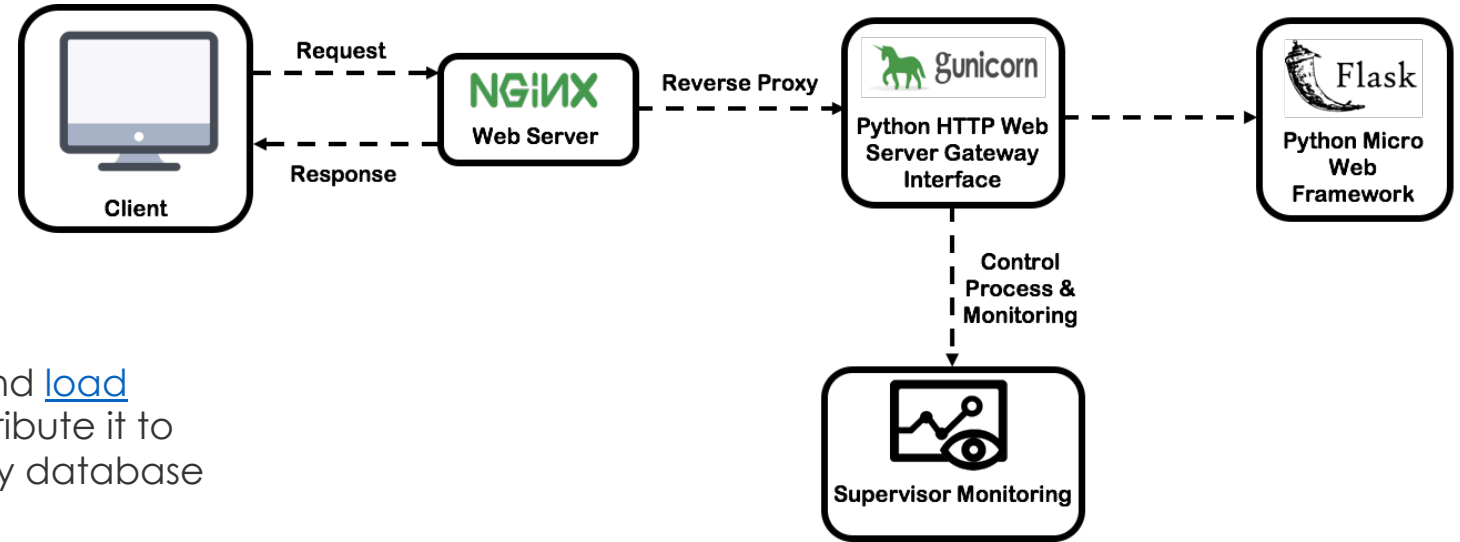 Request
NGINX
Web Server
Response
Client
Reverse Proxy
gunicorn
Python HTTP Web
Server Gateway
Interface
Flask
Python Micro
Web
Framework
Control
Process &
Monitoring
Supervisor Monitoring
nd load
ribute it to
y database